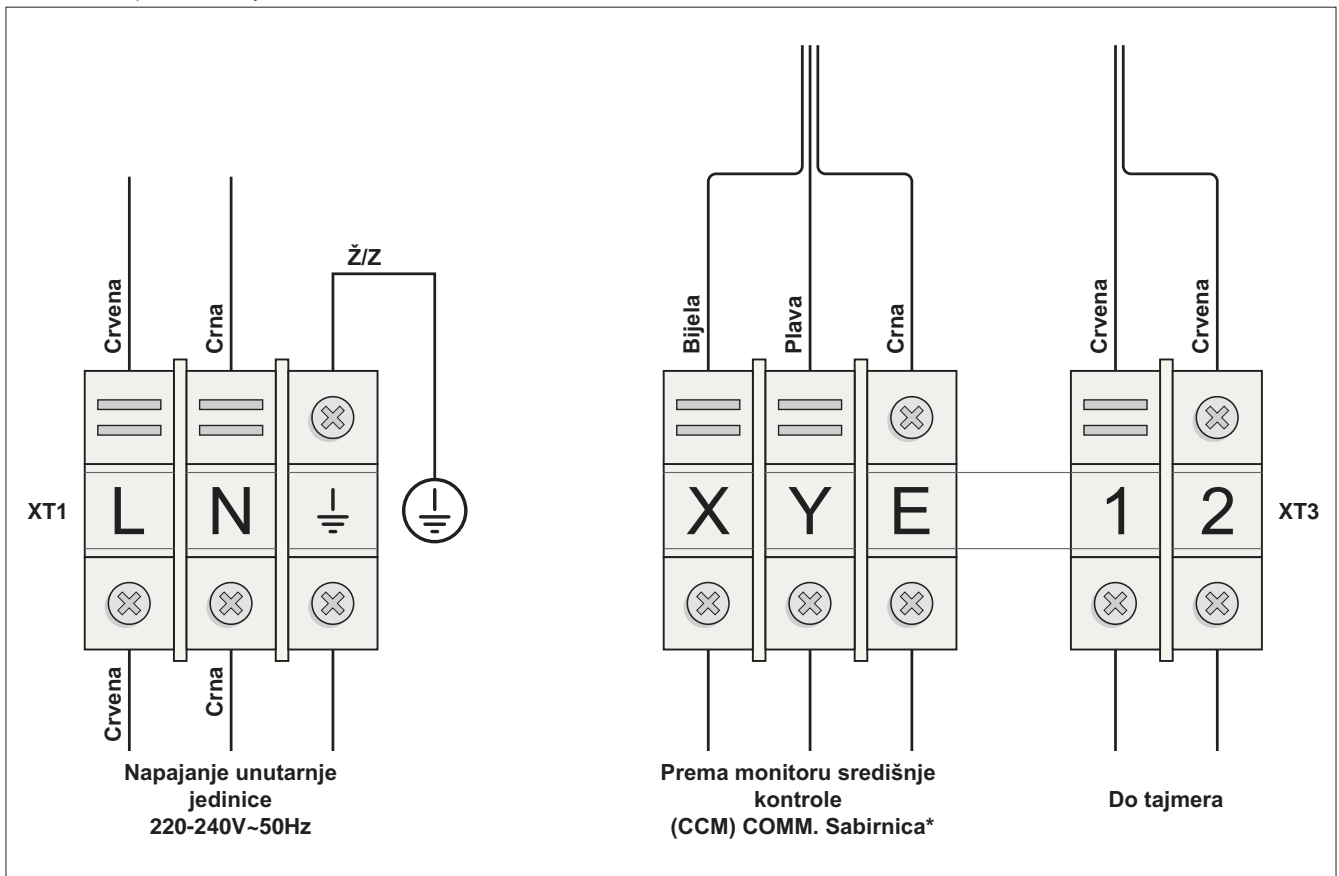 Ž/Z
Crvena
Crna
Bijela
Plava
Crna
Crvena
Crvena
XT1
L
N
X
Y
E
1
2
XT3
Crvena
Crna
Napajanje unutarnje
jedinice
220-240V~50Hz
Prema monitoru središnje
kontrole
(CCM) COMM. Sabirnica*
Do tajmera